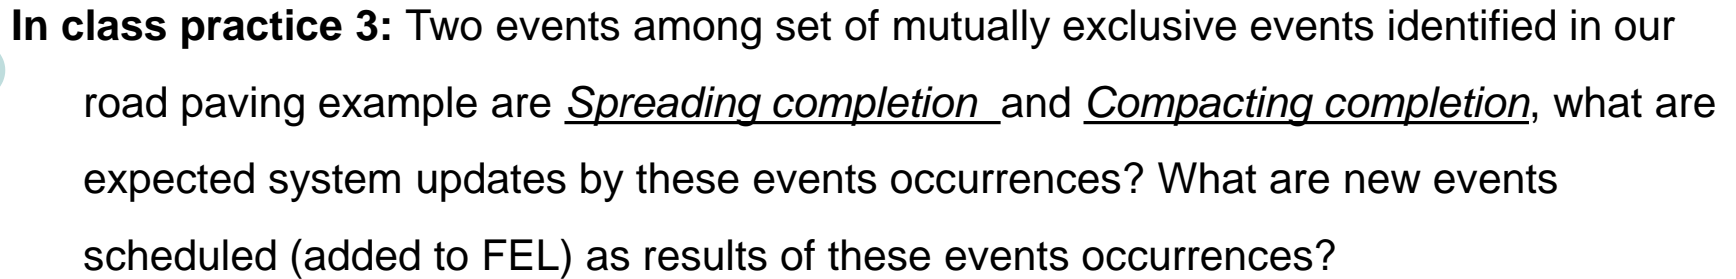 In class practice 3: Two events among set of mutually exclusive events identified in our
road paving example are Spreading completion and Compacting completion, what are
expected system updates by these events occurrences? What are new events
scheduled (added to FEL) as results of these events occurrences?